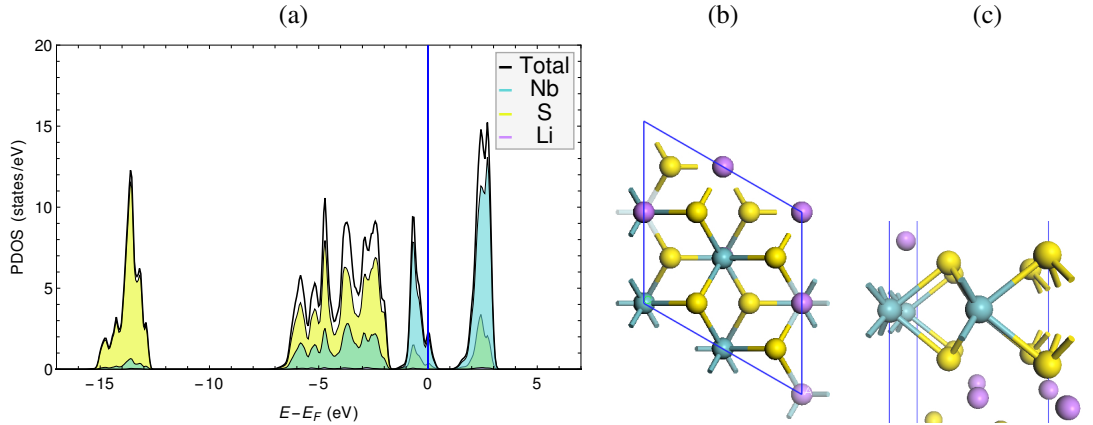 (a)
(b)
(c)
20
15
10
5
0
PDOS (states/eV)
Total
Nb
S
Li
−15
−10
−5
0
5
E−E_F (eV)